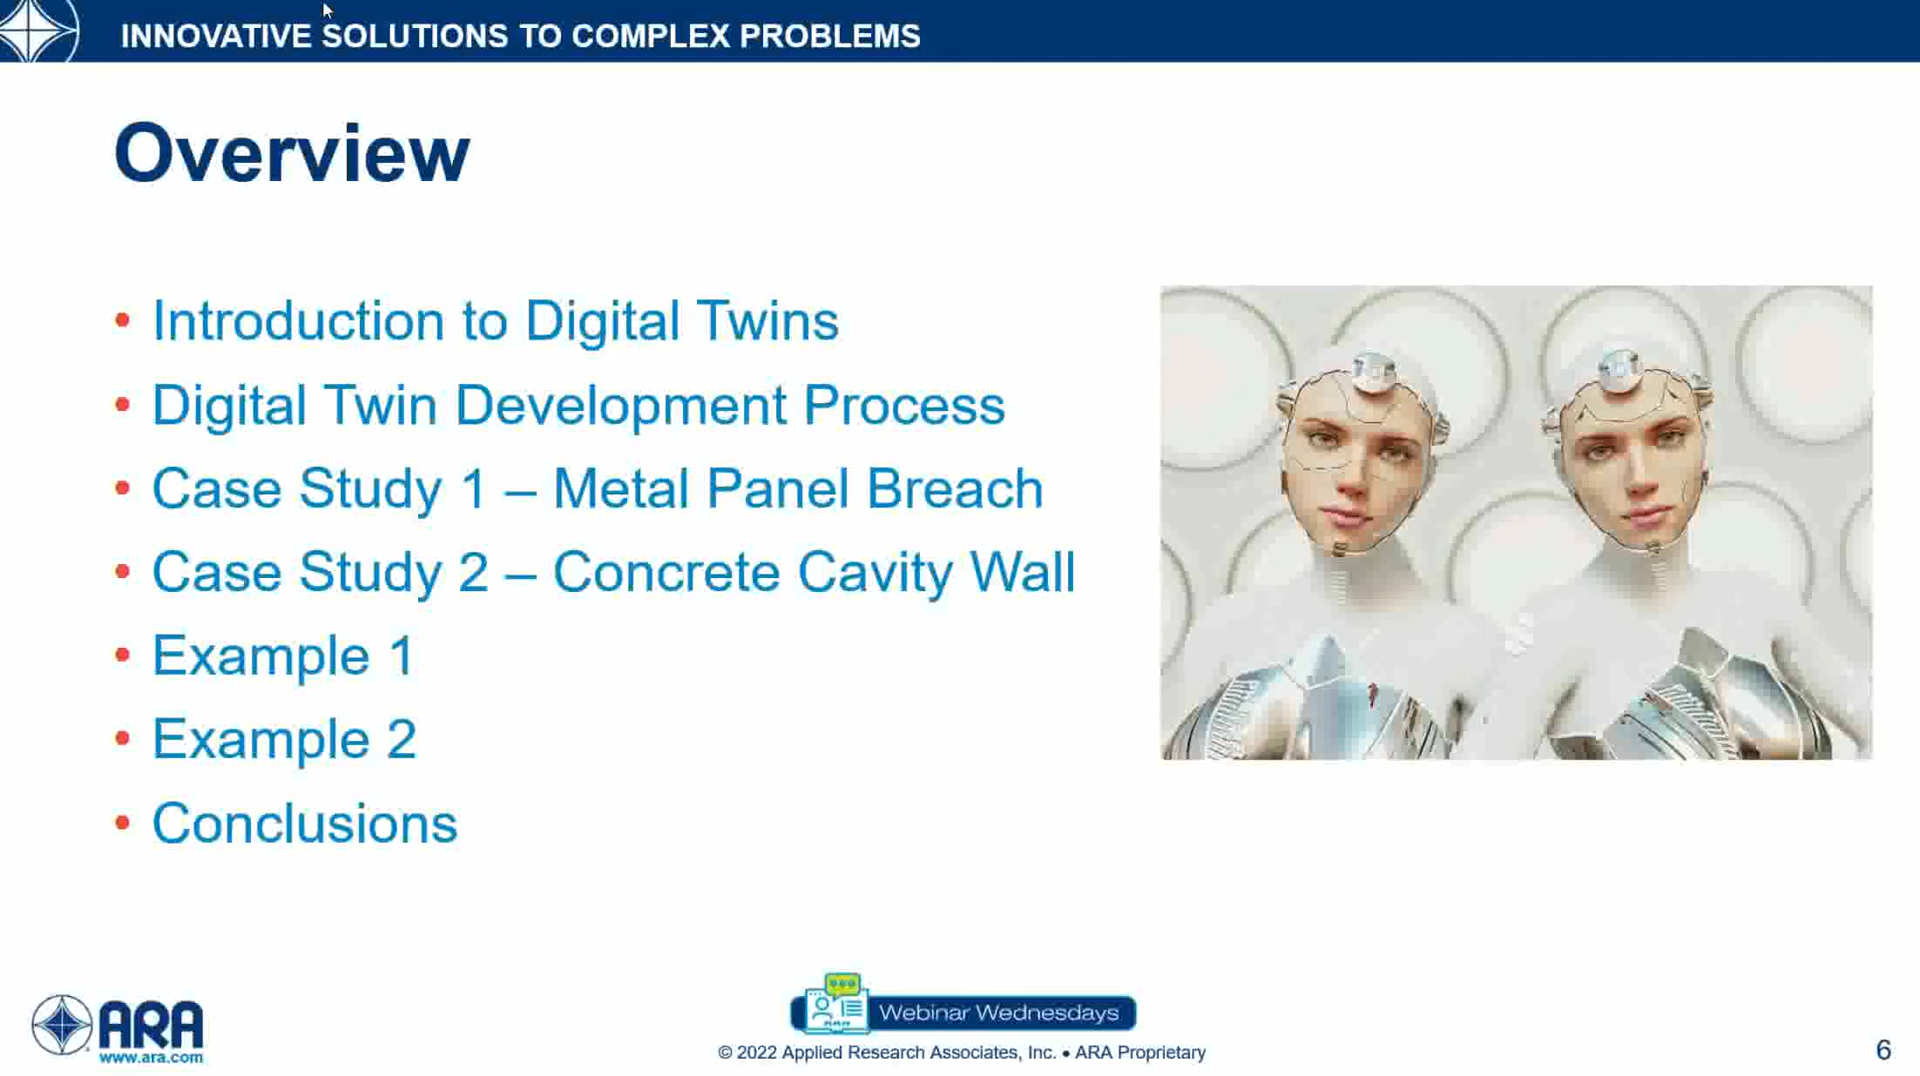 INNOVATIVE SOLUTIONS TO COMPLEX PROBLEMS
Overview
• Introduction to Digital Twins
• Digital Twin Development Process
• Case Study 1 – Metal Panel Breach
• Case Study 2 – Concrete Cavity Wall
• Example 1
• Example 2
• Conclusions
ARA
www.ara.com
Webinar Wednesdays
© 2022 Applied Research Associates, Inc. • ARA Proprietary
6